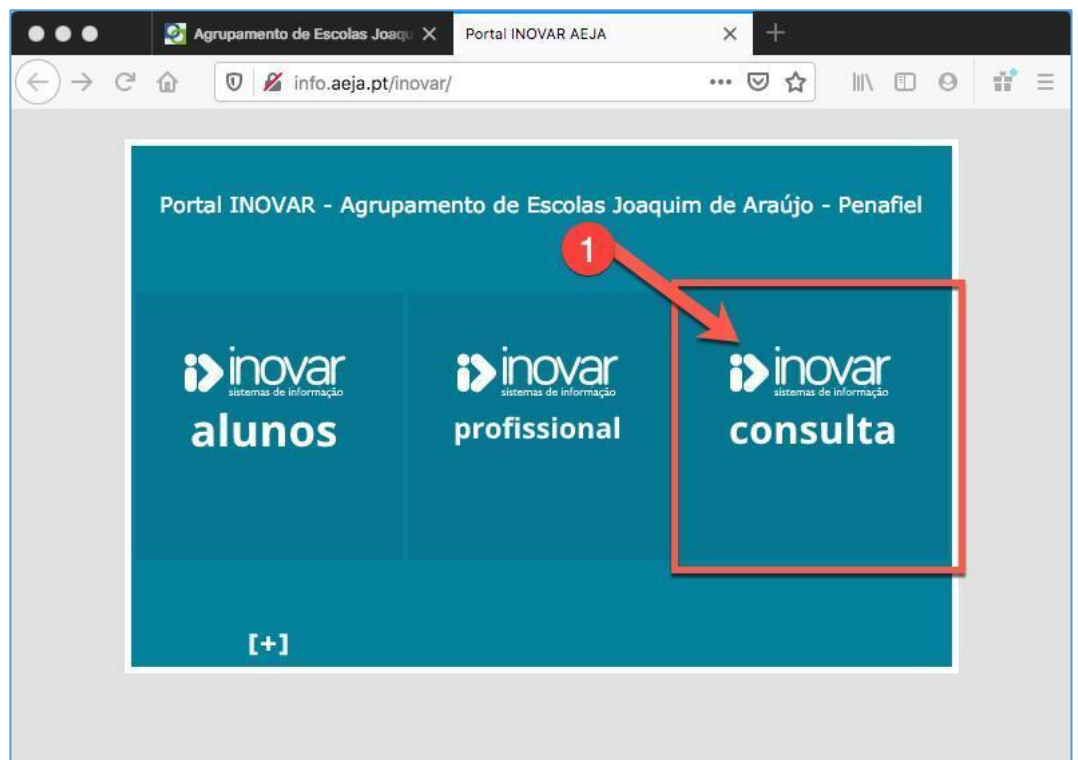 Agrupamento de Escolas Joaqu
Portal INOVAR AEJA
info.aeja.pt/inovar/
Portal INOVAR - Agrupamento de Escolas Joaquim de Araújo - Penafiel
1
inovar
sistemas de informação
alunos
inovar
sistemas de informação
profissional
inovar
sistemas de informação
consulta
[+]